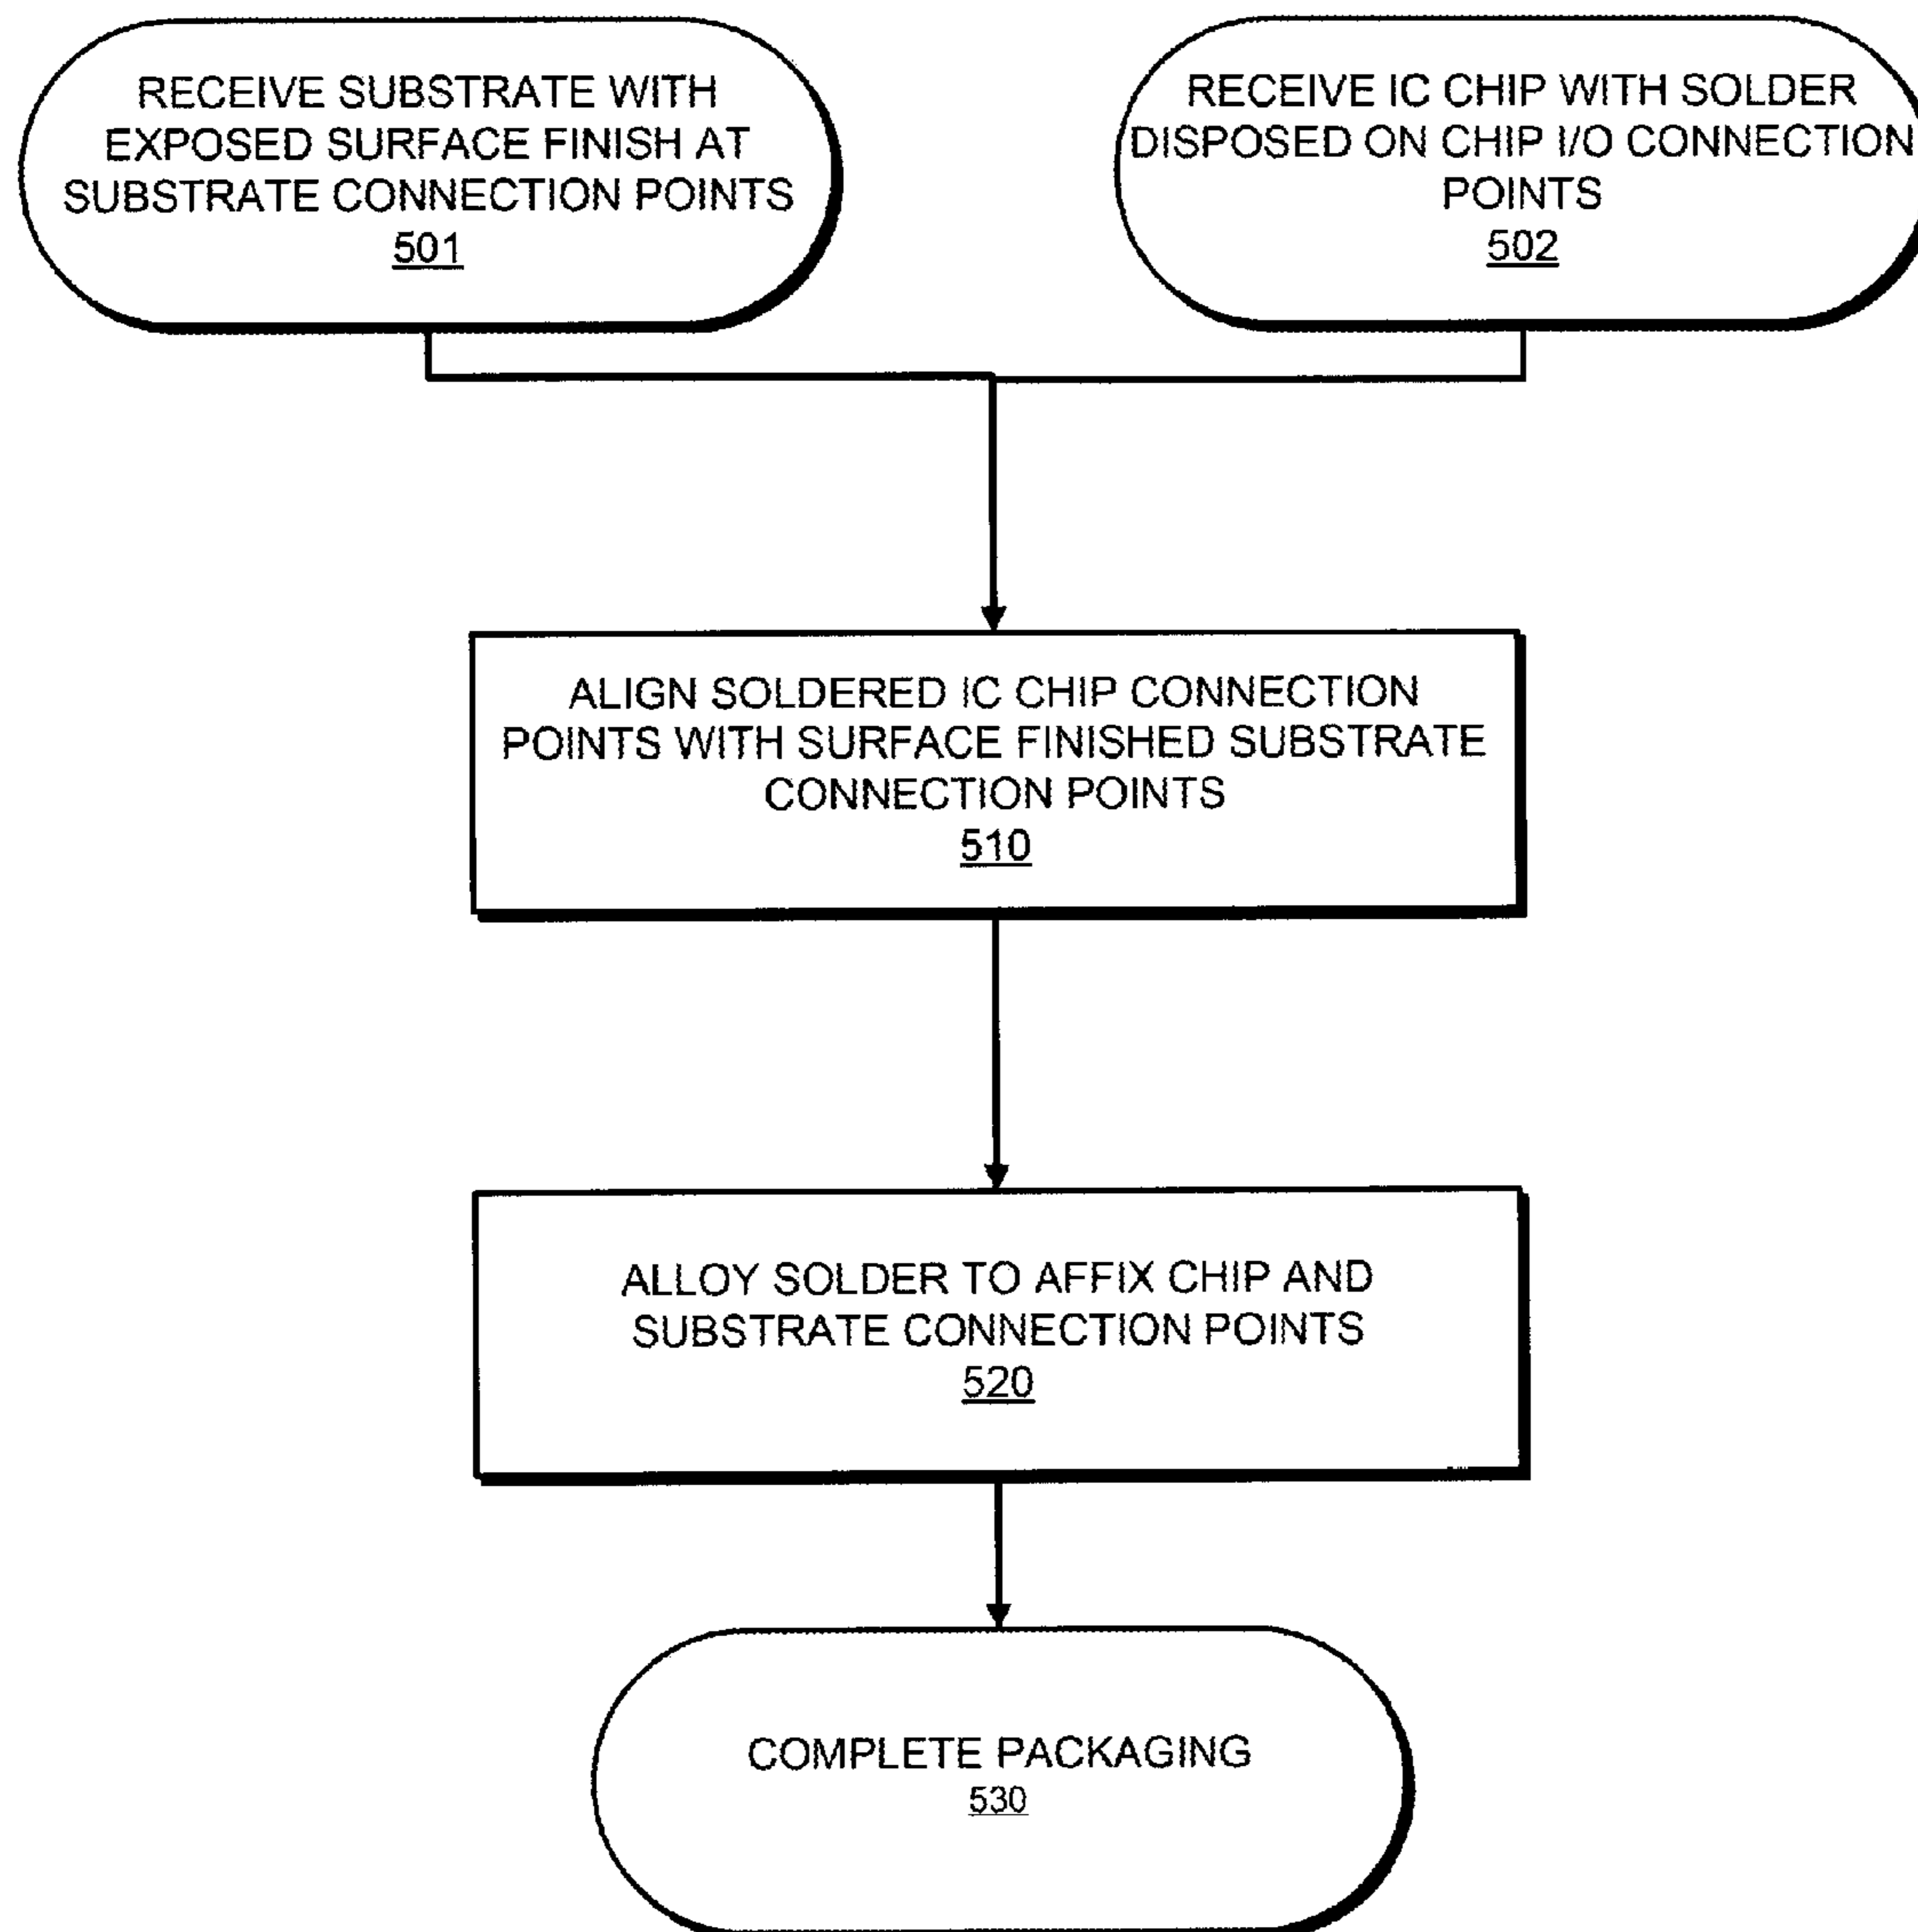 RECEIVE SUBSTRATE WITH
EXPOSED SURFACE FINISH AT
SUBSTRATE CONNECTION POINTS
501
RECEIVE IC CHIP WITH SOLDER
DISPOSED ON CHIP I/O CONNECTION
POINTS
502
ALIGN SOLDERED IC CHIP CONNECTION
POINTS WITH SURFACE FINISHED SUBSTRATE
CONNECTION POINTS
510
ALLOY SOLDER TO AFFIX CHIP AND
SUBSTRATE CONNECTION POINTS
520
COMPLETE PACKAGING
530